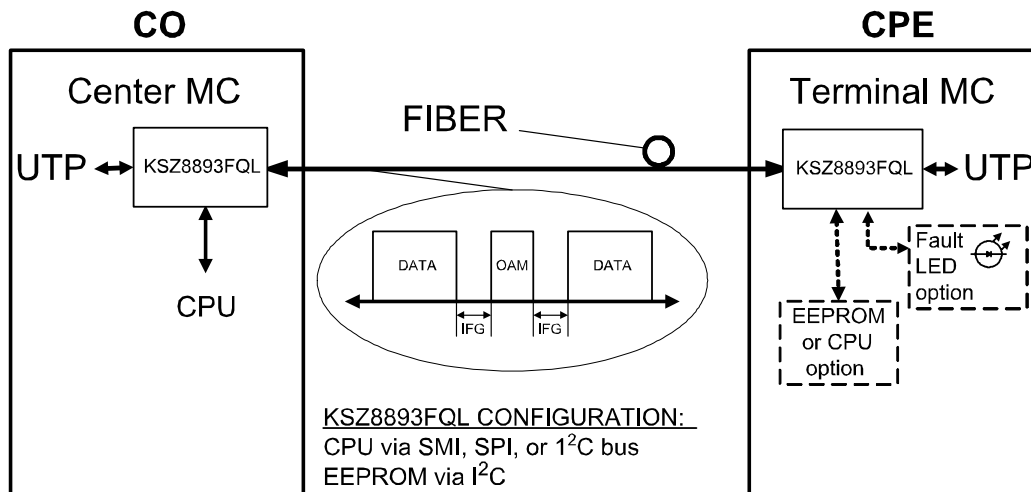 CO
CPE
Center MC
Terminal MC
FIBER
UTP
KSZ8893FQL
KSZ8893FQL
UTP
DATA
OAM
DATA
IFG
IFG
CPU
Fault
LED
option
EEPROM
or CPU
option
KSZ8893FQL CONFIGURATION:
CPU via SMI, SPI, or 1²C bus
EEPROM via I²C